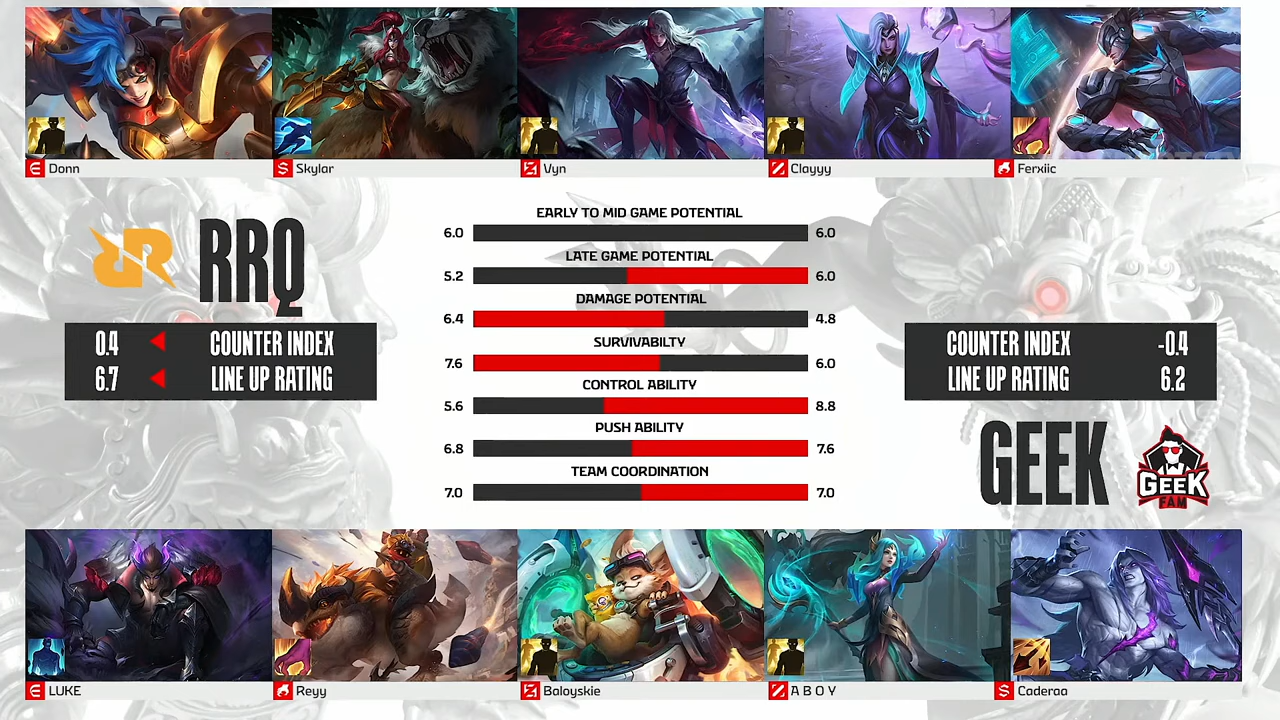 Donn
Skylar
Vyn
Clayyy
Ferxiic
RRQ
0.4 COUNTER INDEX
6.7 LINE UP RATING
EARLY TO MID GAME POTENTIAL
6.0 6.0
LATE GAME POTENTIAL
5.2 6.0
DAMAGE POTENTIAL
6.4 4.8
SURVIVABILTY
7.6 6.0
CONTROL ABILITY
5.6 8.8
PUSH ABILITY
6.8 7.6
TEAM COORDINATION
7.0 7.0
COUNTER INDEX -0.4
LINE UP RATING 6.2
GEEK
GEEK
FAM
LUKE
Reyy
Baloyskie
A B O Y
Caderaa